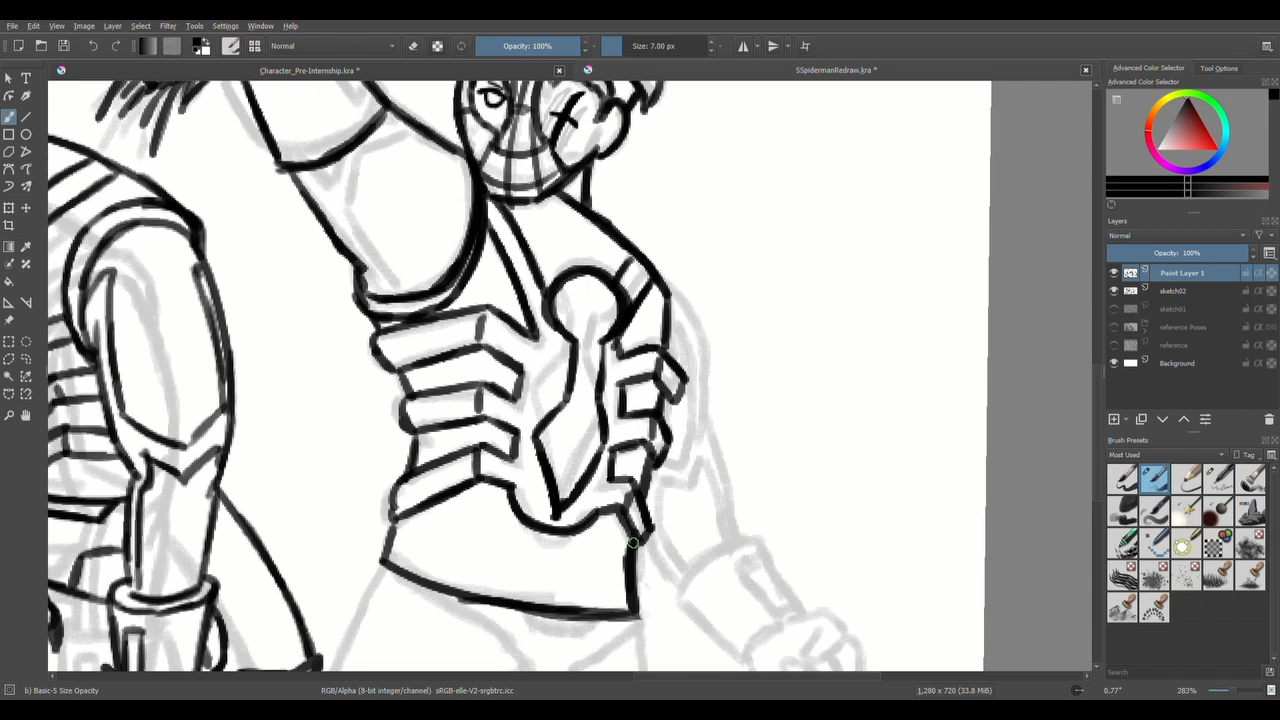 File Edit View Image Layer Select Filter Tools Settings Window Help
Normal Opacity: 100% Size: 7.00 px
Character_Pre-Internship.kra * SSpidermanRedraw.kra *
Advanced Color Selector Tool Options
Advanced Color Selector
Layers
Normal
Opacity: 100%
Paint Layer 1
sketch02
sketch01
reference Poses
reference
Background
Brush Presets
Most Used Tag
Search
b) Basic-5 Size Opacity RGB/Alpha (8-bit integer/channel) sRGB-elle-V2-srgbtrc.icc 1,280 x 720 (33.8 MiB) 0.77° 283%